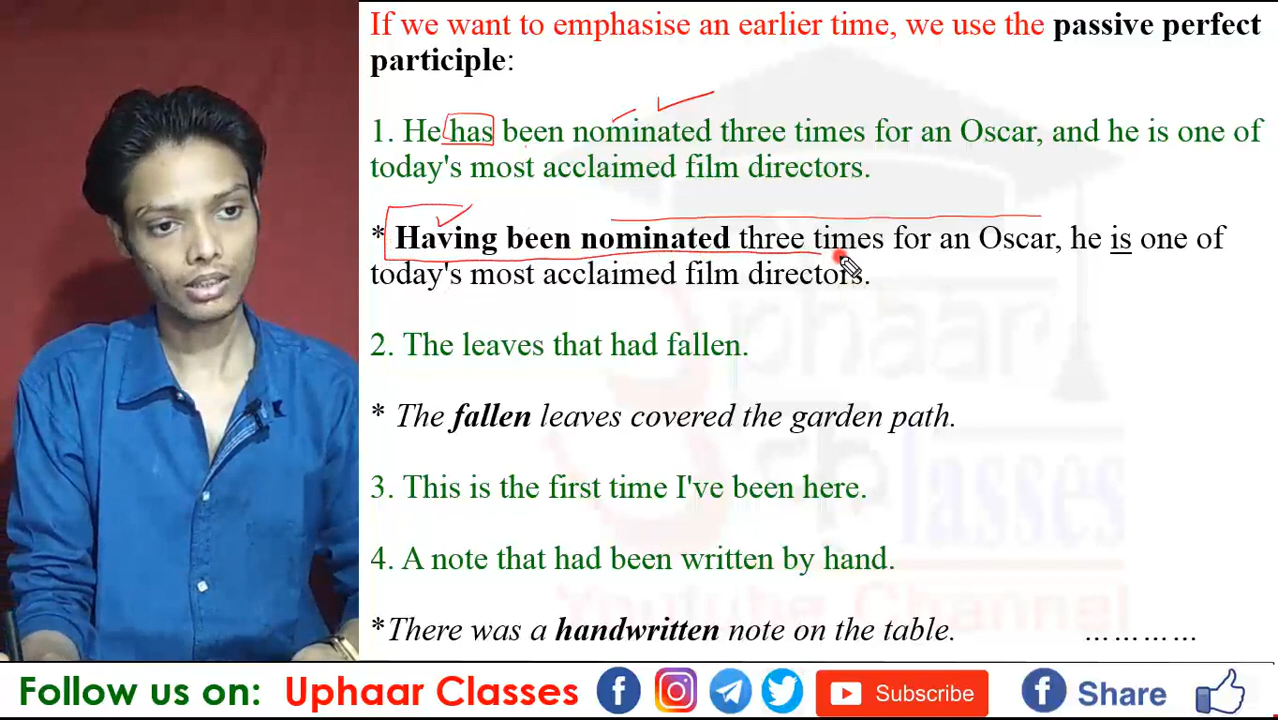 If we want to emphasise an earlier time, we use the passive perfect
participle:
1. He has been nominated three times for an Oscar, and he is one of
today's most acclaimed film directors.
* Having been nominated three times for an Oscar, he is one of
today's most acclaimed film directors.
2. The leaves that had fallen.
* The fallen leaves covered the garden path.
3. This is the first time I've been here.
4. A note that had been written by hand.
*There was a handwritten note on the table. …………
Uphaar
Classes
Youtube Channel
Follow us on: Uphaar Classes Subscribe Share